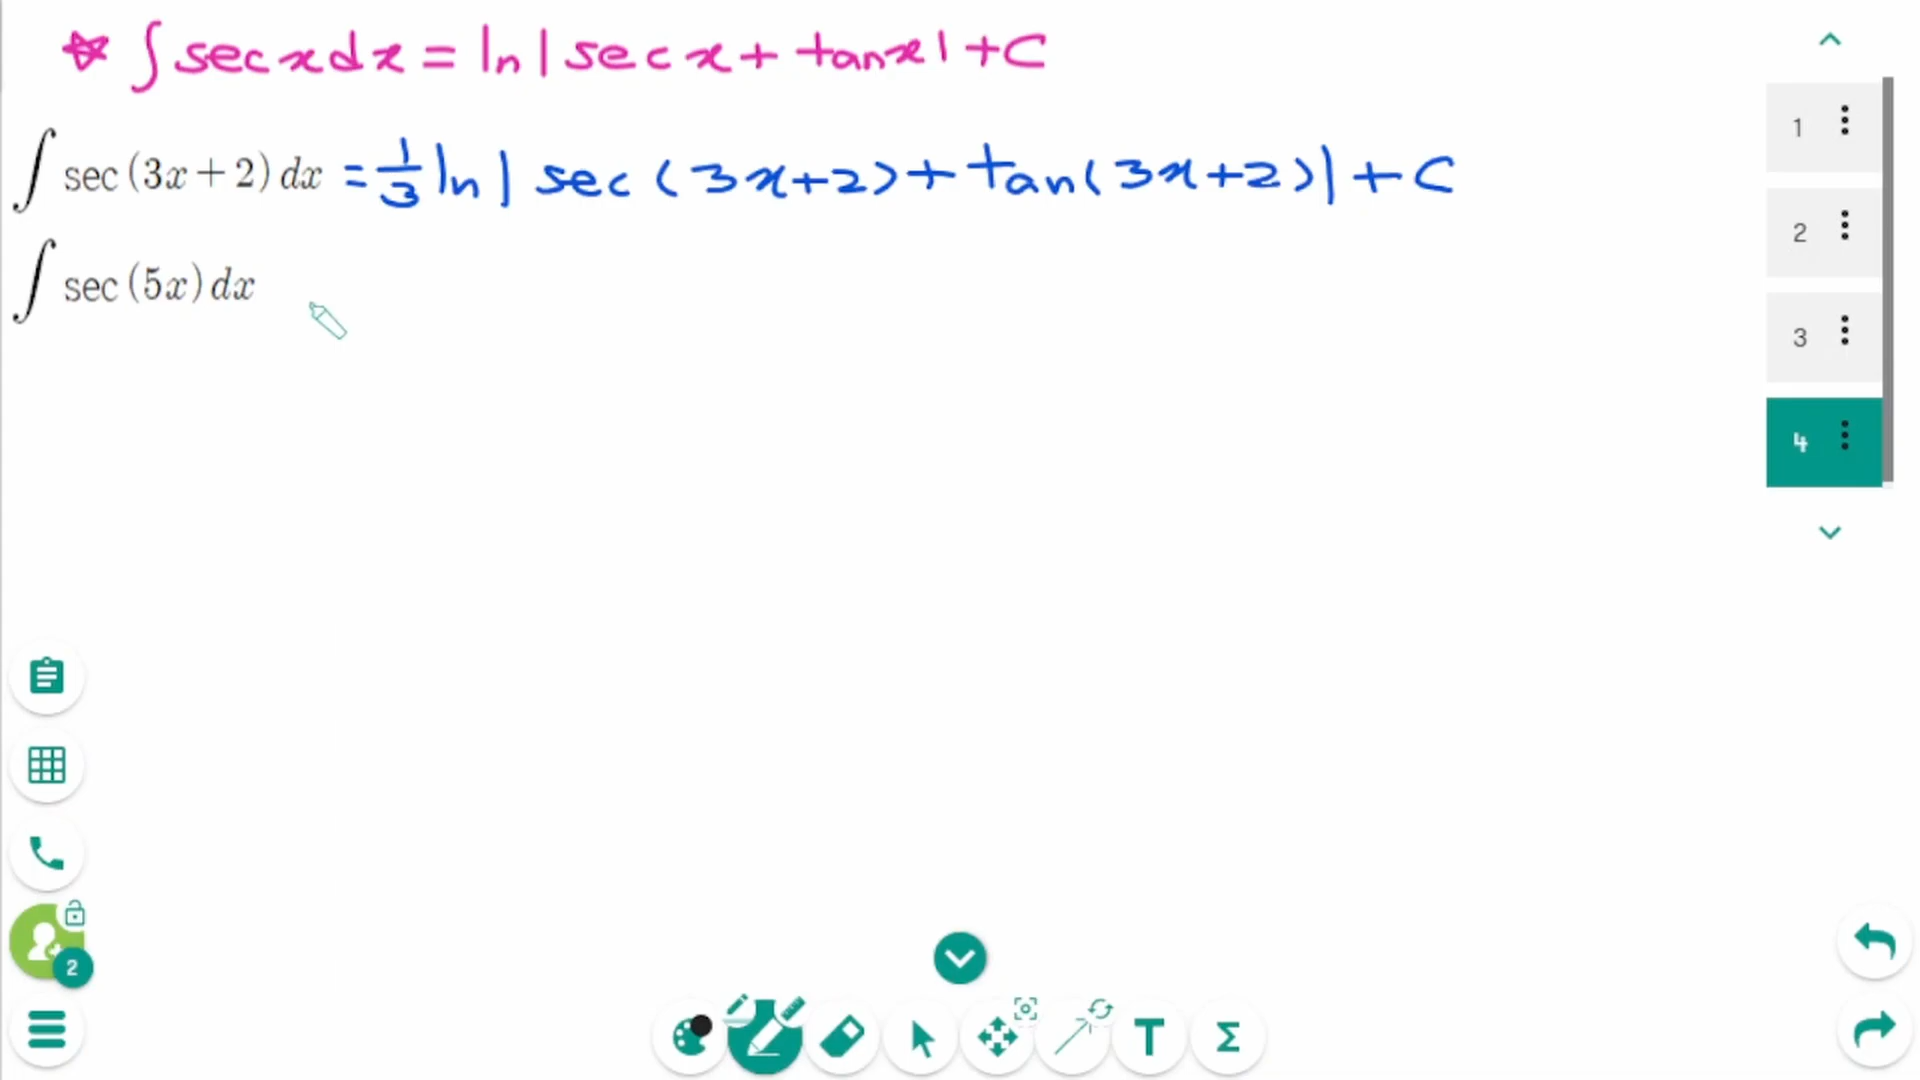 ☆ ∫ sec x dx = ln | sec x + tan x | + C
∫ sec (3x + 2) dx = 1/3 ln | sec (3x+2) + tan (3x+2) | + C
∫ sec (5x) dx
1
2
3
4
2
T
Σ